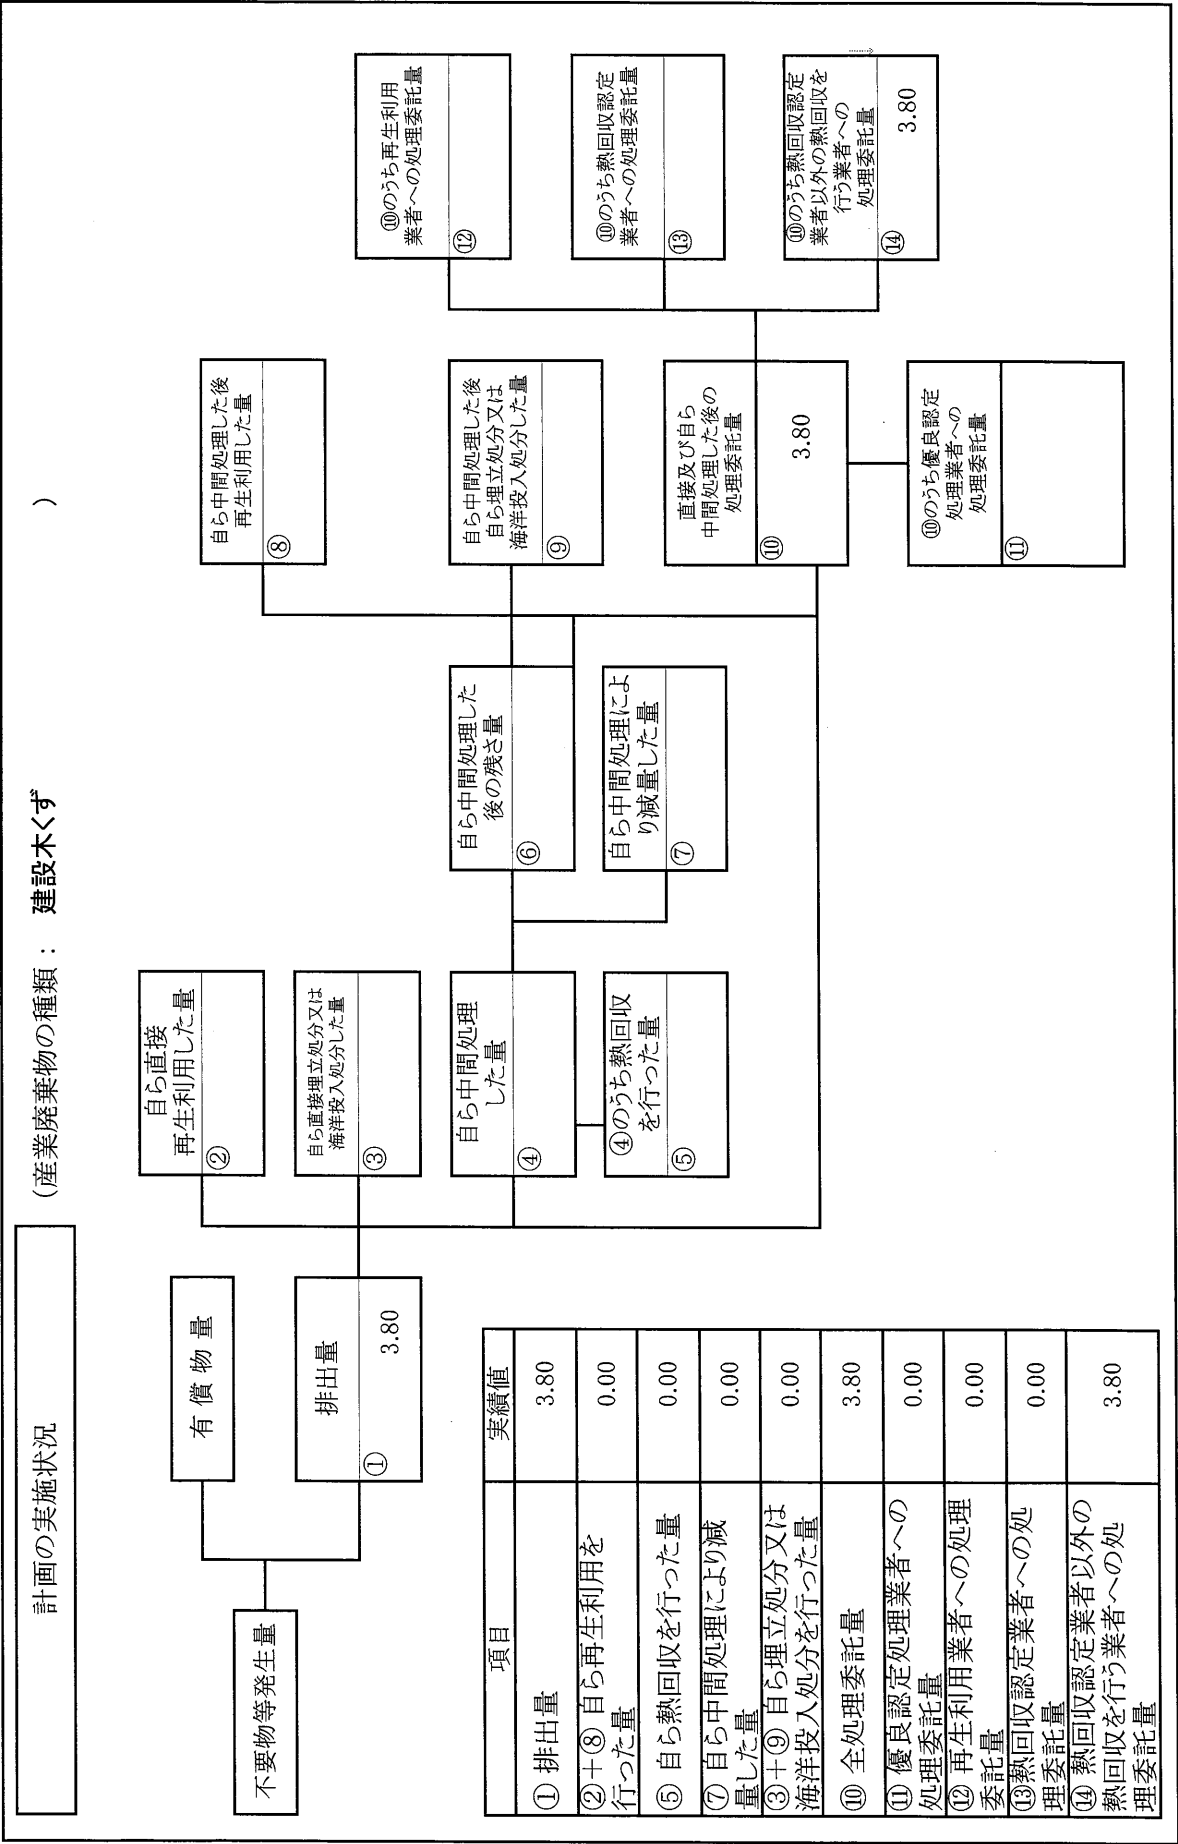 計画の実施状況
(産業廃棄物の種類： 建設木くず )
不要物等発生量
有 償 物 量
排出量
① 3.80
自ら直接
再生利用した量
②
自ら直接埋立処分又は
海洋投入処分した量
③
自ら中間処理
した量
④
④のうち熱回収
を行った量
⑤
自ら中間処理した
後の残さ量
⑥
自ら中間処理によ
り減量した量
⑦
自ら中間処理した後
再生利用した量
⑧
自ら中間処理した後
自ら埋立処分又は
海洋投入処分した量
⑨
直接及び自ら
中間処理した後の
処理委託量
⑩ 3.80
⑩のうち優良認定
処理業者への
処理委託量
⑪
⑩のうち再生利用
業者への処理委託量
⑫
⑩のうち熱回収認定
業者への処理委託量
⑬
⑩のうち熱回収認定
業者以外の熱回収を
行う業者への
処理委託量
⑭ 3.80
項目 実績値
① 排出量 3.80
②＋⑧ 自ら再生利用を
行った量 0.00
⑤ 自ら熱回収を行った量 0.00
⑦ 自ら中間処理により減
量した量 0.00
③＋⑨ 自ら埋立処分又は
海洋投入処分を行った量 0.00
⑩ 全処理委託量 3.80
⑪ 優良認定処理業者への
処理委託量 0.00
⑫ 再生利用業者への処理
委託量 0.00
⑬熱回収認定業者への処
理委託量 0.00
⑭ 熱回収認定業者以外の
熱回収を行う業者への処
理委託量 3.80